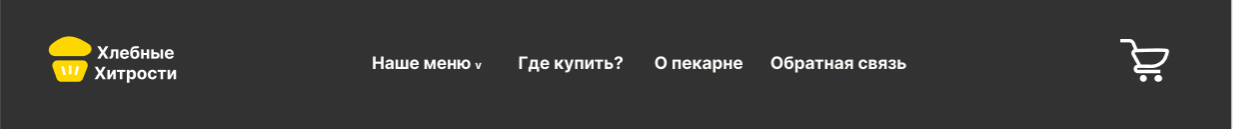 Хлебные
Хитрости
Наше меню v
Где купить?
О пекарне
Обратная связь